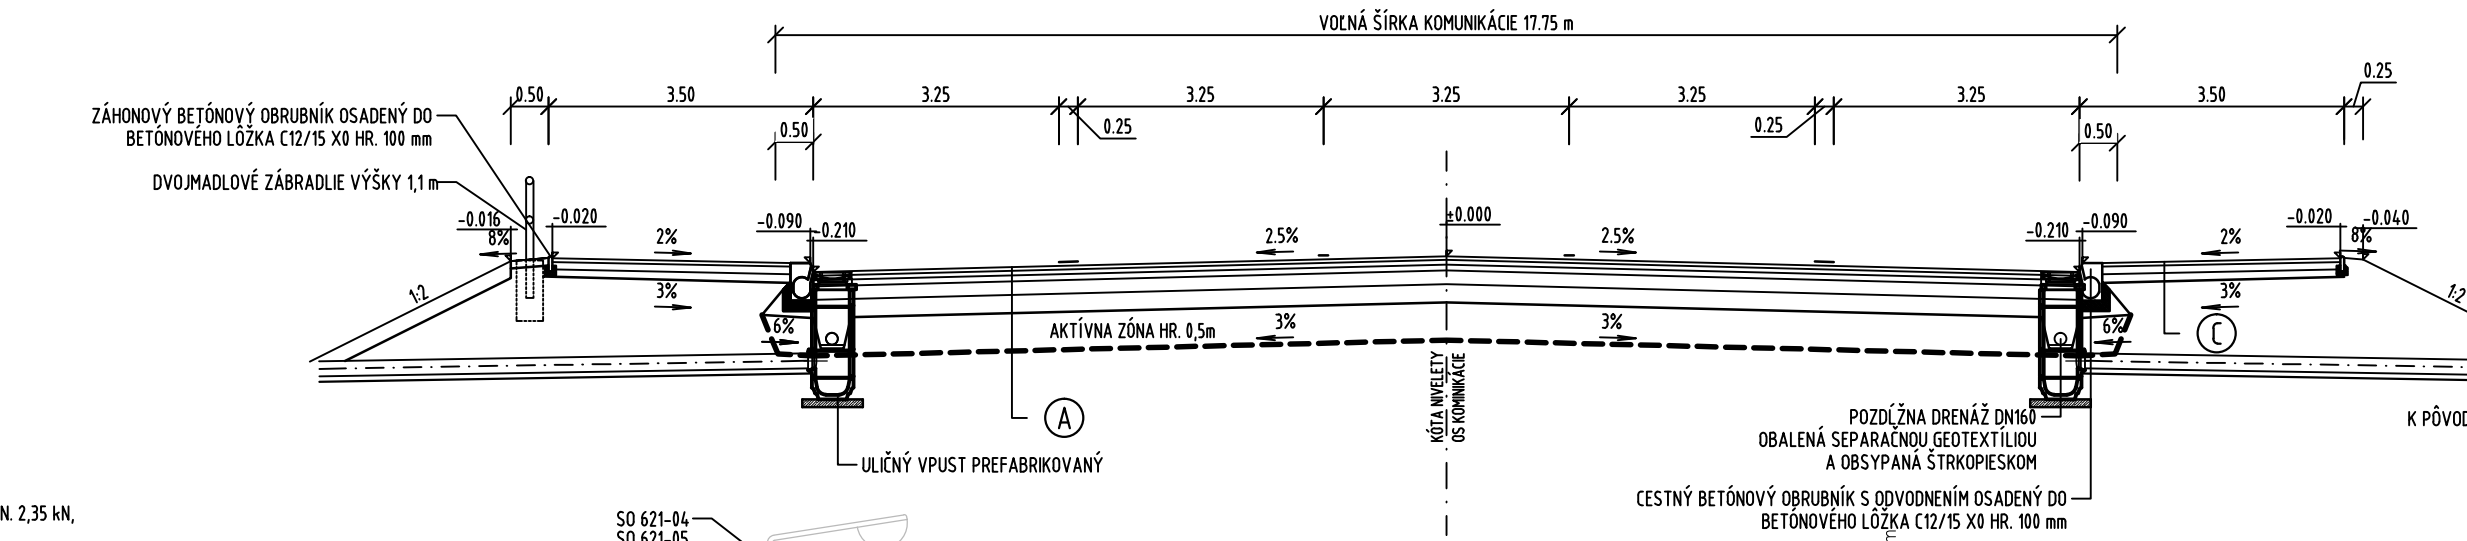 VOĽNÁ ŠÍRKA KOMUNIKÁCIE 17.75 m
0.25
0.50
3.50
3.25
3.25
3.25
3.25
3.25
3.50
ZÁHONOVÝ BETÓNOVÝ OBRUBNÍK OSADENÝ DO
BETÓNOVÉHO LÔŽKA C12/15 X0 HR. 100 mm
0.50
0.25
0.25
0.50
DVOJMADLOVÉ ZÁBRADLIE VÝŠKY 1,1 m
-0.016
-0.020
-0.090
-0.210
±0.000
-0.210
-0.090
-0.020
-0.040
8%
2%
2.5%
2.5%
2%
8%
1:2
3%
3%
1:2
6%
AKTÍVNA ZÓNA HR. 0,5m
3%
3%
6%
C
KÓTA NIVELETY
OS KOMINIKÁCIE
A
POZDĹŽNA DRENÁŽ DN160
OBALENÁ SEPARAČNOU GEOTEXTÍLIOU
A OBSYPANÁ ŠTRKOPIESKOM
K PÔVOD
ULIČNÝ VPUST PREFABRIKOVANÝ
CESTNÝ BETÓNOVÝ OBRUBNÍK S ODVODNENÍM OSADENÝ DO
BETÓNOVÉHO LÔŽKA C12/15 X0 HR. 100 mm
N. 2,35 kN,
SO 621-04
SO 621-05
m